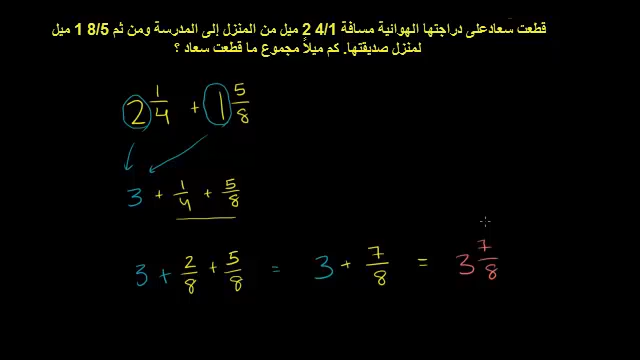 قطعت سعادعلى دراجتها الهوائية مسافة 4/1 2 ميل من المنزل إلى المدرسة ومن ثم 8/5 1 ميل
لمنزل صديقتها. كم ميلاً مجموع ما قطعت سعاد ؟
2 1/4 + 1 5/8
3 + 1/4 + 5/8
3 + 2/8 + 5/8 = 3 + 7/8 = 3 7/8